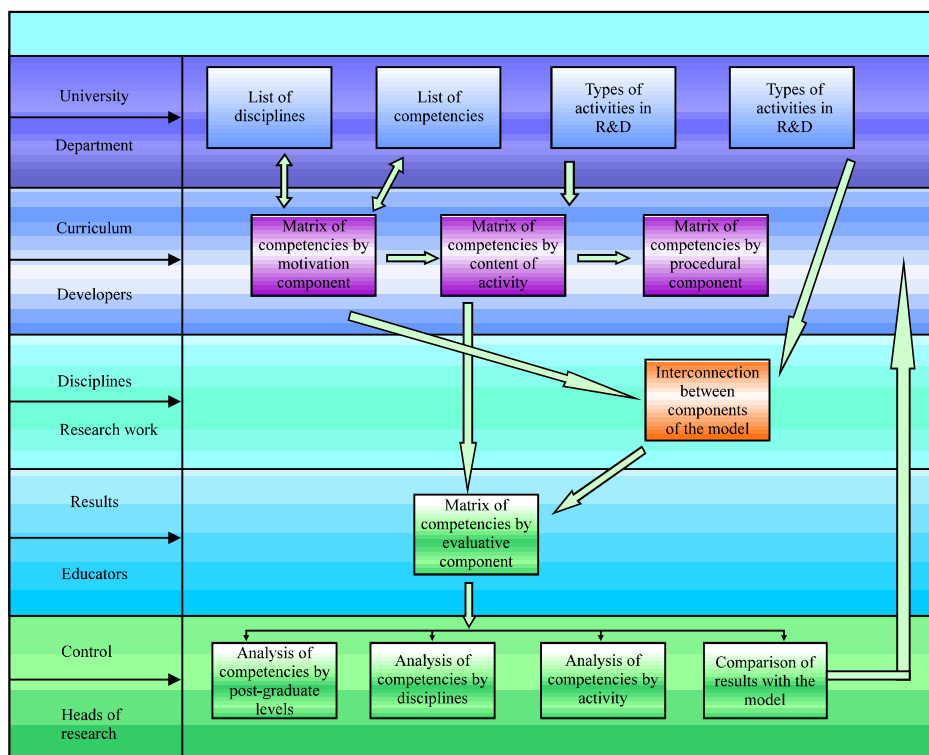 University
Department
List of
disciplines
List of
competencies
Types of
activities in
R&D
Types of
activities in
R&D
Curriculum
Developers
Matrix of
competencies by
motivation
component
Matrix of
competencies by
content of
activity
Matrix of
competencies by
procedural
component
Disciplines
Research work
Interconnection
between
components
of the model
Results
Educators
Matrix of
competencies by
evaluative
component
Control
Heads of
research
Analysis of
competencies by
post-graduate
levels
Analysis of
competencies by
disciplines
Analysis of
competencies by
activity
Comparison of
results with the
model